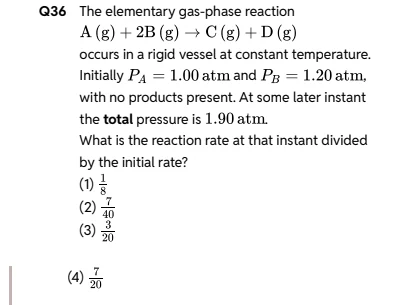 Q36 The elementary gas-phase reaction
A (g) + 2B (g) → C (g) + D (g)
occurs in a rigid vessel at constant temperature.
Initially P_A = 1.00 atm and P_B = 1.20 atm,
with no products present. At some later instant
the total pressure is 1.90 atm.
What is the reaction rate at that instant divided
by the initial rate?
(1) 1/8
(2) 7/40
(3) 3/20
(4) 7/20